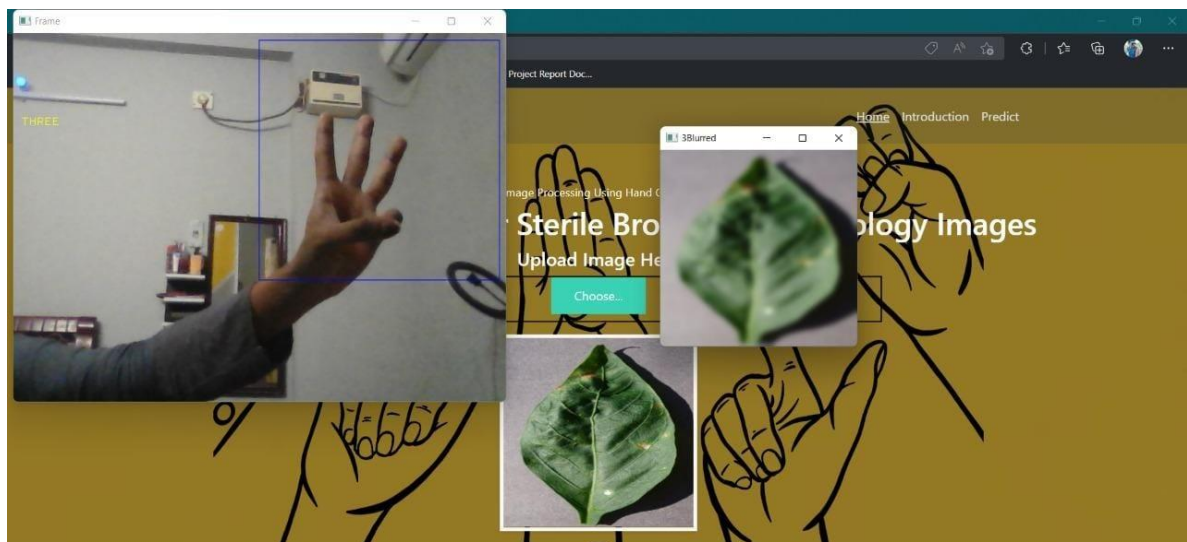 Frame
Project Report Doc...
THREE
Home Introduction Predict
3Blurred
mage Processing Using Hand
Sterile Bro
ology Images
Upload Image He
Choose...